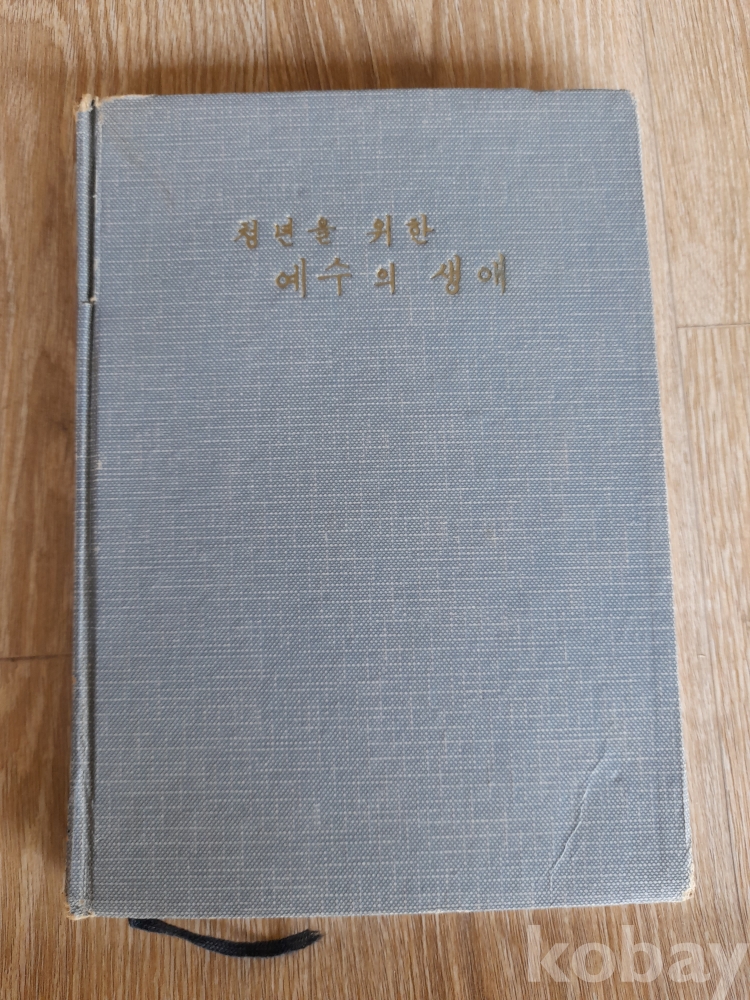 청년을 위한
예수의 생애
kobay